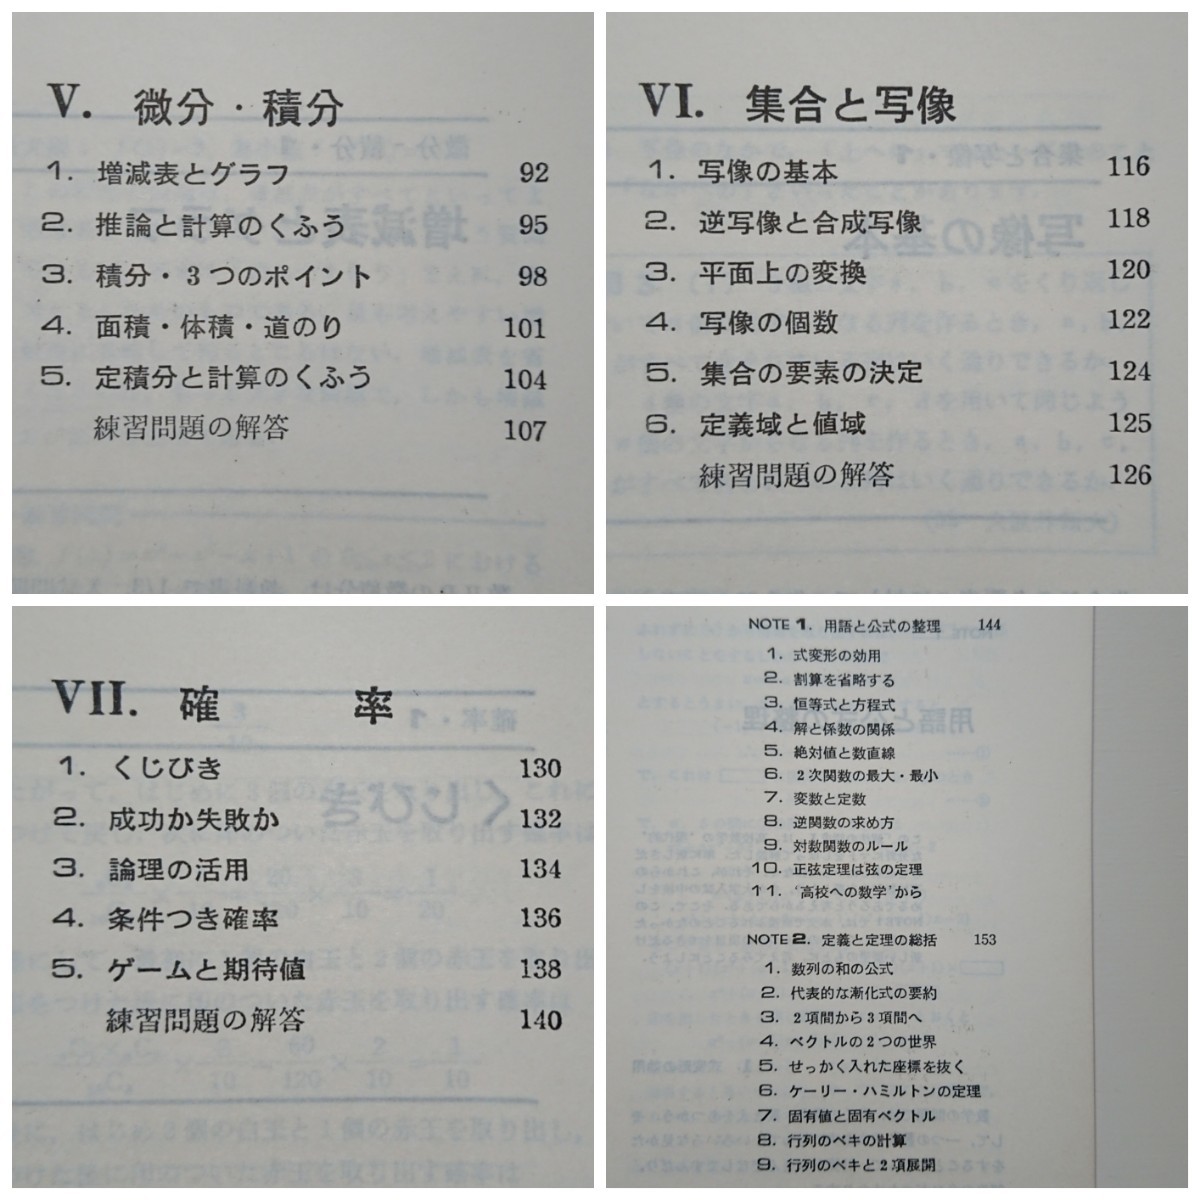 V. 微分・積分
1. 増減表とグラフ 92
2. 推論と計算のくふう 95
3. 積分・3つのポイント 98
4. 面積・体積・道のり 101
5. 定積分と計算のくふう 104
練習問題の解答 107
VI. 集合と写像
1. 写像の基本 116
2. 逆写像と合成写像 118
3. 平面上の変換 120
4. 写像の個数 122
5. 集合の要素の決定 124
6. 定義域と値域 125
練習問題の解答 126
VII. 確率
1. くじびき 130
2. 成功か失敗か 132
3. 論理の活用 134
4. 条件つき確率 136
5. ゲームと期待値 138
練習問題の解答 140
NOTE 1. 用語と公式の整理 144
1. 式変形の効用
2. 割算を省略する
3. 恒等式と方程式
4. 解と係数の関係
5. 絶対値と数直線
6. 2次関数の最大・最小
7. 変数と定数
8. 逆関数の求め方
9. 対数関数のルール
10. 正弦定理は弦の定理
11. “高校への数学”から
NOTE 2. 定義と定理の総括 153
1. 数列の和の公式
2. 代表的な漸化式の要約
3. 2項間から3項間へ
4. ベクトルの2つの世界
5. せっかく入れた座標を抜く
6. ケーリー・ハミルトンの定理
7. 固有値と固有ベクトル
8. 行列のベキの計算
9. 行列のベキと2項展開